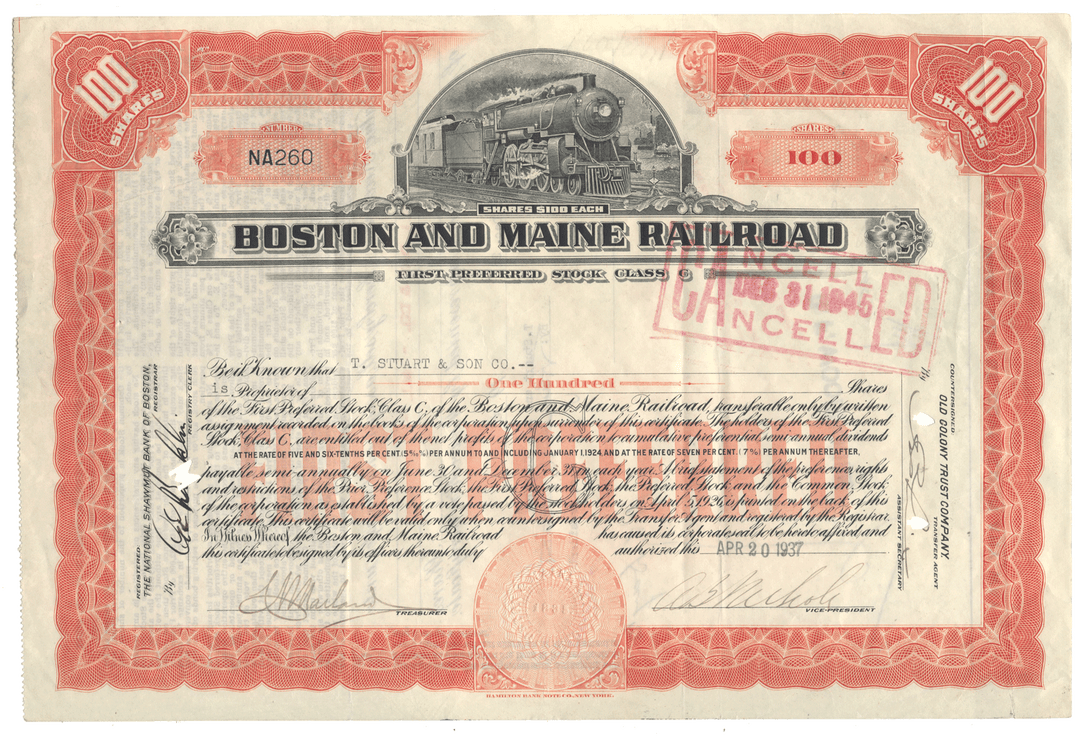 100
SHARES
100
SHARES
NUMBER
NA260
SHARES
100
SHARES $100 EACH
BOSTON AND MAINE RAILROAD
FIRST PREFERRED STOCK CLASS C
CANCELLED
DEC 31 1945
CANCELLED
Be it Known that T. STUART & SON CO.--
is Proprietor of One Hundred Shares
of the First Preferred Stock, Class C, of the Boston and Maine Railroad, transferable only by written
assignment recorded on the books of the corporation upon surrender of this certificate. The holders of the First Preferred
Stock, Class C, are entitled out of the net profits of the corporation to cumulative preferential semi-annual dividends
AT THE RATE OF FIVE AND SIX-TENTHS PER CENT. (5 6/10 %) PER ANNUM TO AND INCLUDING JANUARY 1, 1924 AND AT THE RATE OF SEVEN PER CENT. (7%) PER ANNUM THEREAFTER,
payable semi-annually on June 30 and December 31 in each year. A brief statement of the preference rights
and restrictions of the Prior Preference Stock, the First Preferred Stock, the Preferred Stock and the Common Stock
of the corporation as established by a vote passed by the stockholders on April 5, 1926 is printed on the back of this
certificate. This certificate will be valid only when countersigned by the Transfer Agent and registered by the Registrar.
In Witness Whereof, the Boston and Maine Railroad has caused its corporate seal to be hereto affixed and
this certificate to be signed by its officers thereunto duly authorized this APR 20 1937
TREASURER
VICE-PRESIDENT
REGISTERED:
THE NATIONAL SHAWMUT BANK OF BOSTON,
REGISTRAR
By
REGISTRY CLERK
COUNTERSIGNED:
OLD COLONY TRUST COMPANY,
TRANSFER AGENT
By
ASSISTANT SECRETARY
HAMILTON BANK NOTE CO. NEW YORK.